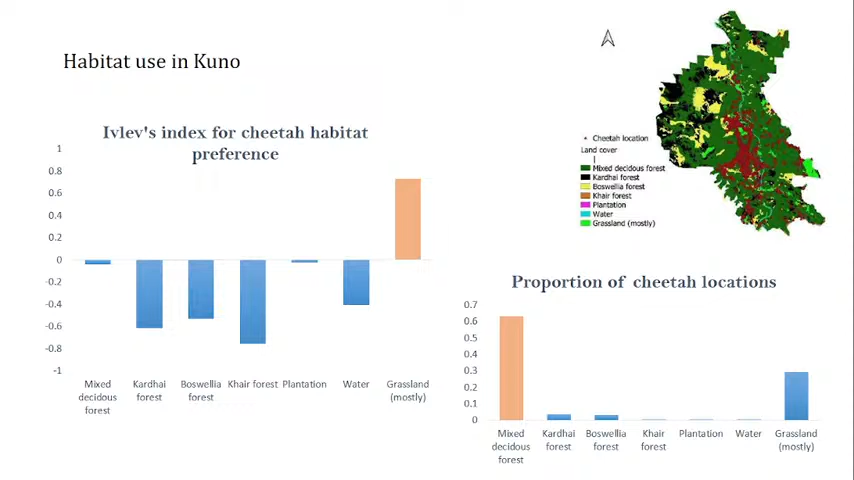 Habitat use in Kuno
Ivlev's index for cheetah habitat
preference
1
0.8
0.6
0.4
0.2
0
-0.2
-0.4
-0.6
-0.8
-1
Mixed
decidous
forest
Kardhai
forest
Boswellia
forest
Khair forest
Plantation
Water
Grassland
(mostly)
Cheetah location
Land cover
Mixed decidous forest
Kardhai forest
Boswellia forest
Khair forest
Plantation
Water
Grassland (mostly)
Proportion of cheetah locations
0.7
0.6
0.5
0.4
0.3
0.2
0.1
0
Mixed
decidous
forest
Kardhai
forest
Boswellia
forest
Khair
forest
Plantation
Water
Grassland
(mostly)